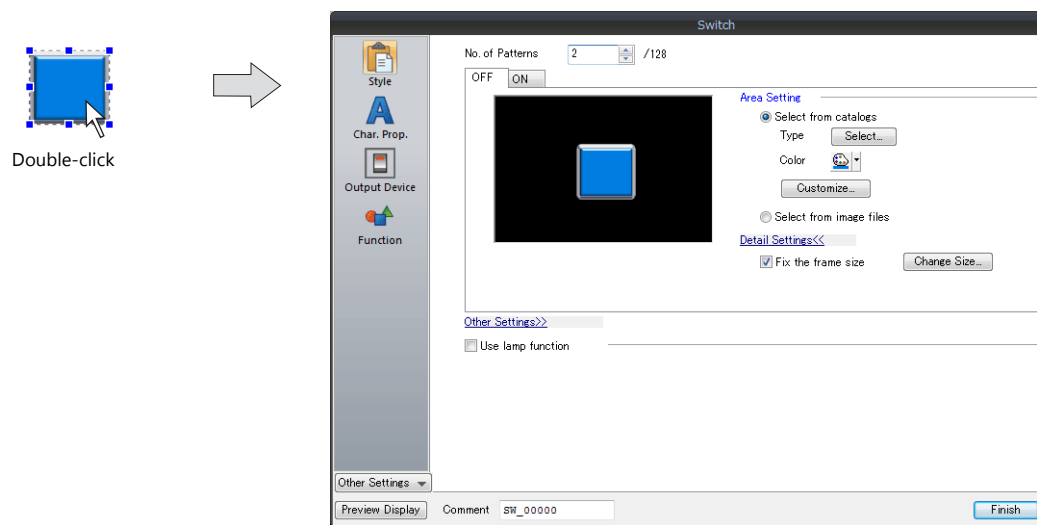 Double-click
Switch
Style
Char. Prop.
Output Device
Function
Other Settings
Preview Display
No. of Patterns 2 /128
OFF ON
Area Setting
Select from catalogs
Type Select...
Color
Customize...
Select from image files
Detail Settings<<
Fix the frame size Change Size...
Other Settings>>
Use lamp function
Comment SW_00000
Finish